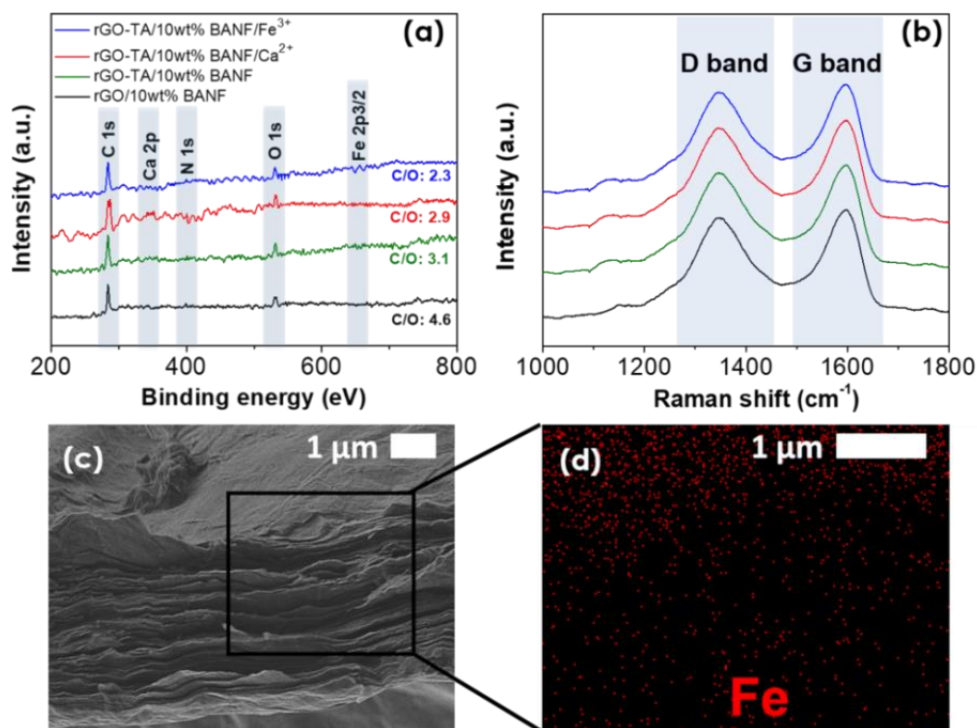 (a)
rGO-TA/10wt% BANF/Fe³⁺
rGO-TA/10wt% BANF/Ca²⁺
rGO-TA/10wt% BANF
rGO/10wt% BANF
C 1s
Ca 2p
N 1s
O 1s
Fe 2p3/2
C/O: 2.3
C/O: 2.9
C/O: 3.1
C/O: 4.6
Intensity (a.u.)
200 400 600 800
Binding energy (eV)
(b)
D band G band
Intensity (a.u.)
1000 1200 1400 1600 1800
Raman shift (cm⁻¹)
(c)
1 μm
(d)
1 μm
Fe